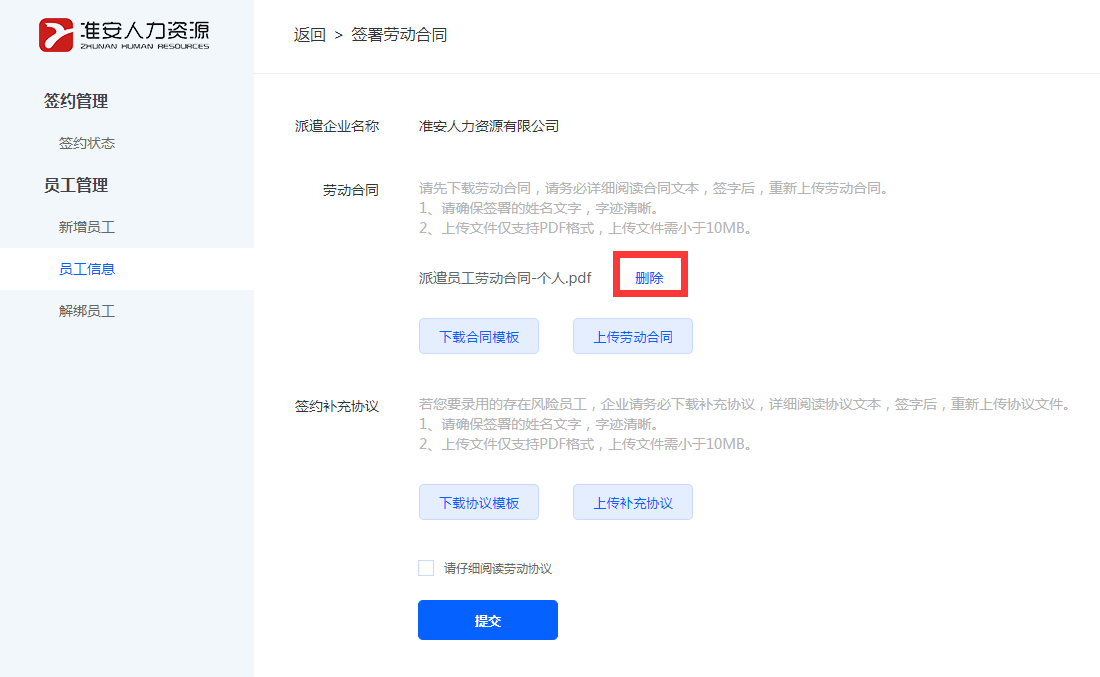 准安人力资源
ZHUNAN HUMAN RESOURCES
返回 > 签署劳动合同
签约管理
签约状态
员工管理
新增员工
员工信息
解绑员工
派遣企业名称 准安人力资源有限公司
劳动合同 请先下载劳动合同，请务必详细阅读合同文本，签字后，重新上传劳动合同。
1、请确保签署的姓名文字，字迹清晰。
2、上传文件仅支持PDF格式，上传文件需小于10MB。
派遣员工劳动合同-个人.pdf 删除
下载合同模板 上传劳动合同
签约补充协议 若您要录用的存在风险员工，企业请务必下载补充协议，详细阅读协议文本，签字后，重新上传协议文件。
1、请确保签署的姓名文字，字迹清晰。
2、上传文件仅支持PDF格式，上传文件需小于10MB。
下载协议模板 上传补充协议
请仔细阅读劳动协议
提交